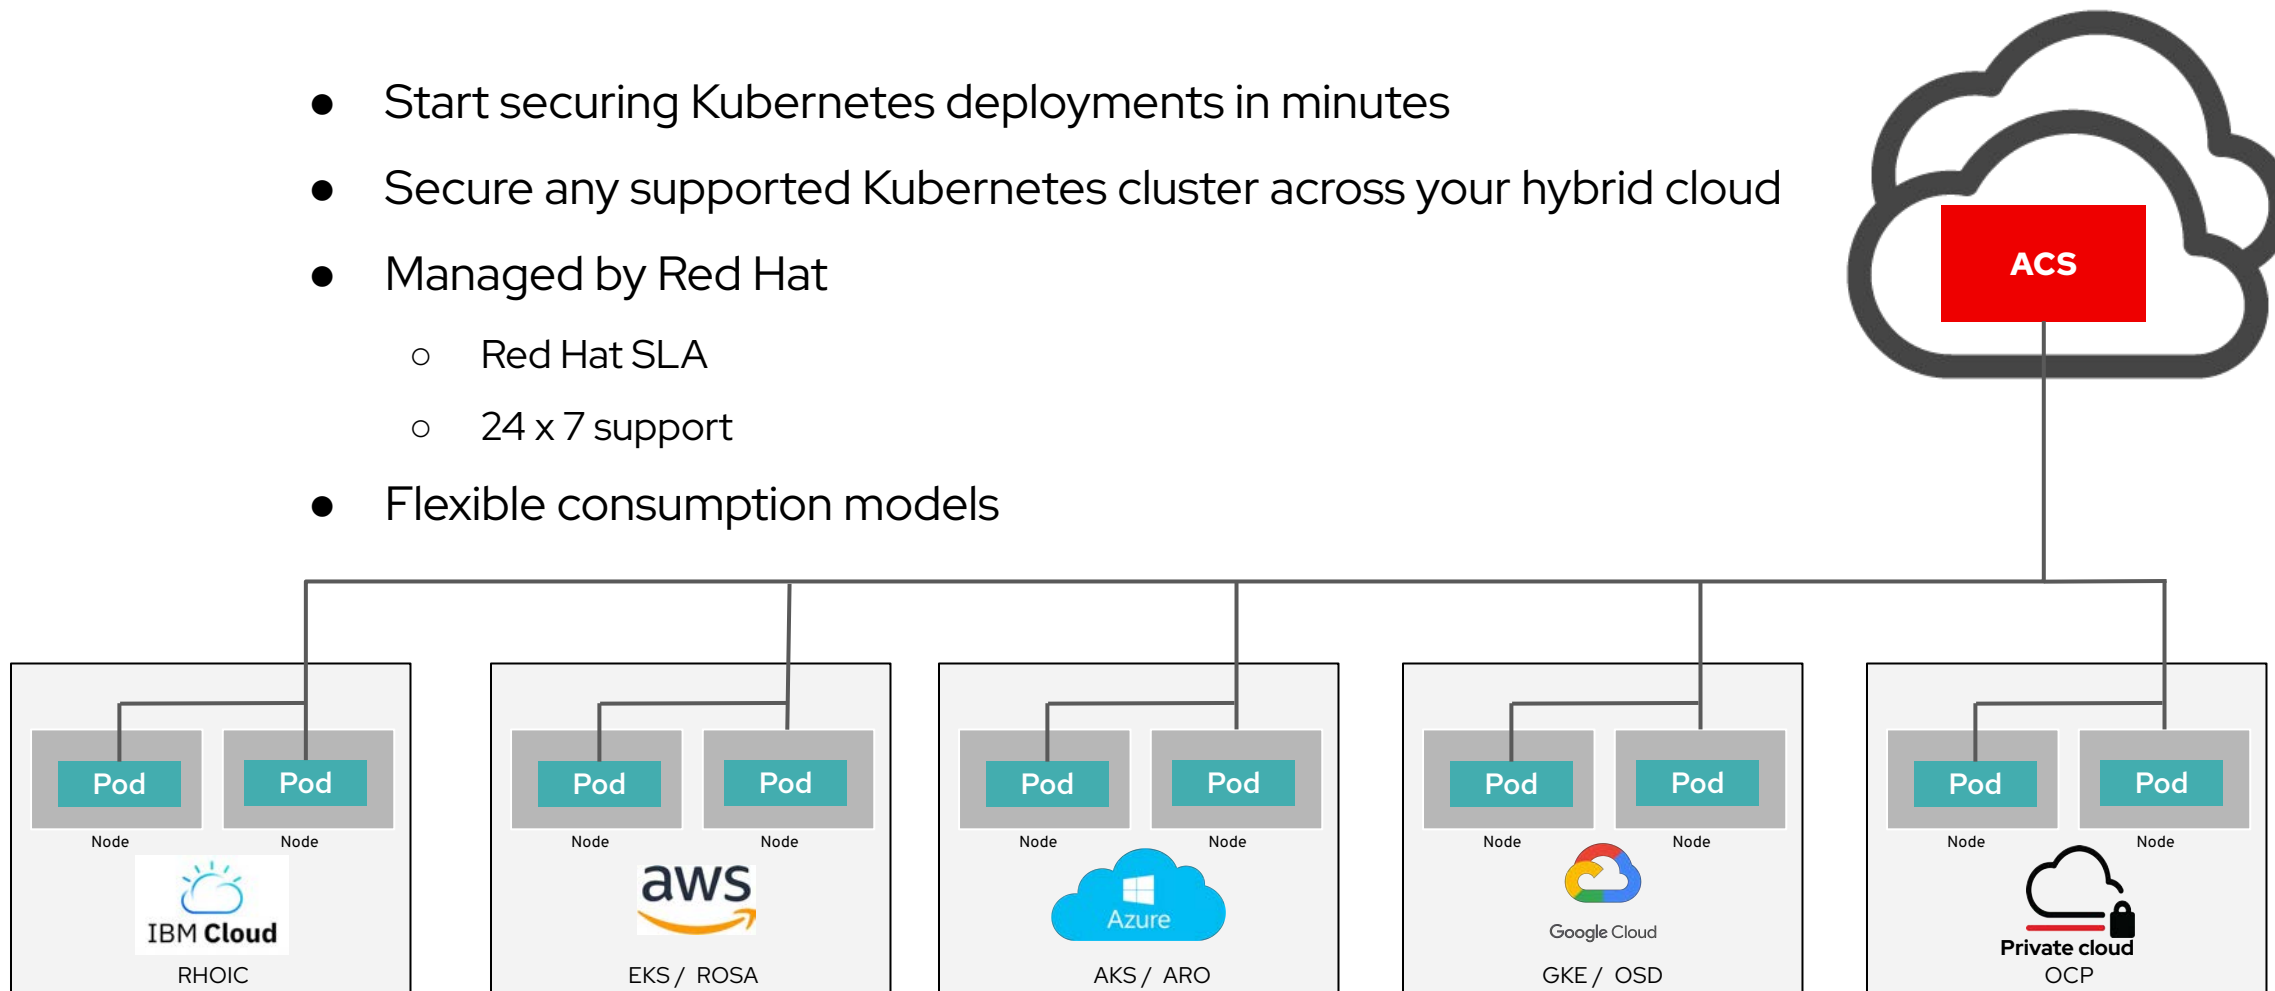 ● Start securing Kubernetes deployments in minutes
● Secure any supported Kubernetes cluster across your hybrid cloud
● Managed by Red Hat
○ Red Hat SLA
○ 24 x 7 support
● Flexible consumption models
ACS
Pod Pod Pod Pod Pod Pod Pod Pod Pod Pod
Node Node Node Node Node Node Node Node Node Node
IBM Cloud
RHOIC
aws
EKS / ROSA
Azure
AKS / ARO
Google Cloud
GKE / OSD
Private cloud
OCP